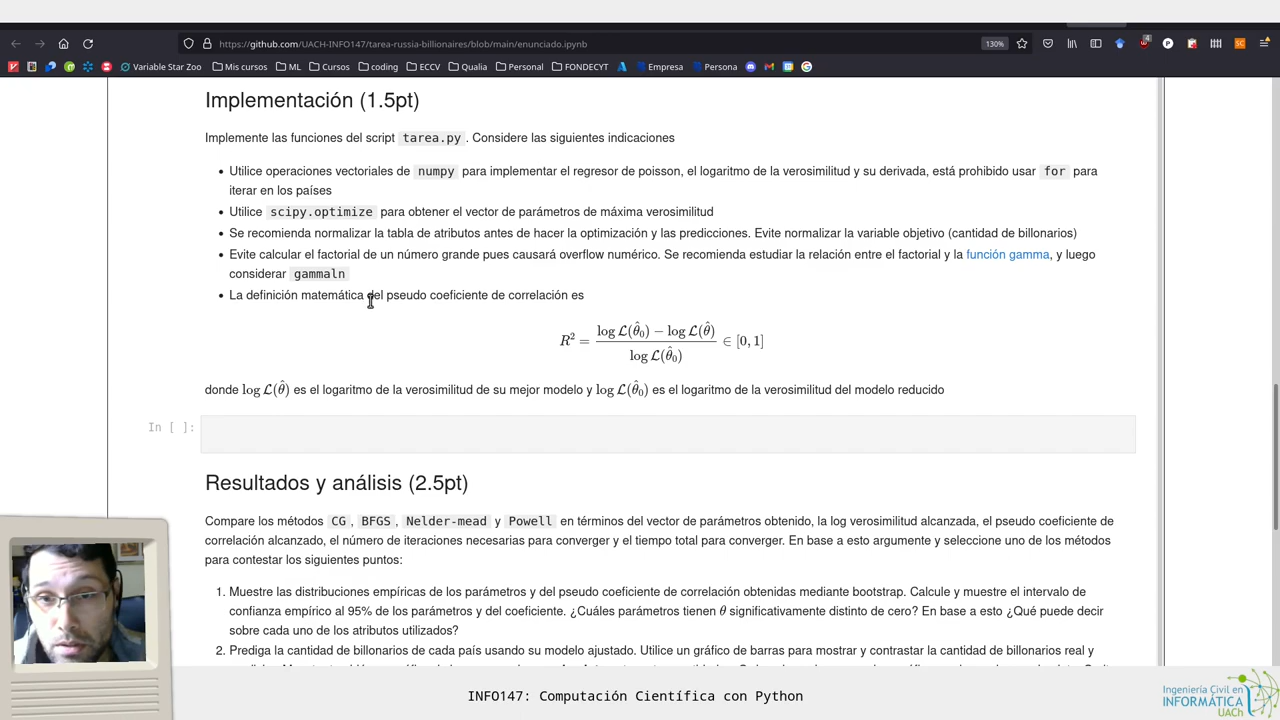 https://github.com/UACH-INFO147/tarea-russia-billionaires/blob/main/enunciado.ipynb
130%
Variable Star Zoo Mis cursos ML Cursos coding ECCV Qualia Personal FONDECYT Empresa Persona
Implementación (1.5pt)
Implemente las funciones del script tarea.py . Considere las siguientes indicaciones
• Utilice operaciones vectoriales de numpy para implementar el regresor de poisson, el logaritmo de la verosimilitud y su derivada, está prohibido usar for para
iterar en los países
• Utilice scipy.optimize para obtener el vector de parámetros de máxima verosimilitud
• Se recomienda normalizar la tabla de atributos antes de hacer la optimización y las predicciones. Evite normalizar la variable objetivo (cantidad de billonarios)
• Evite calcular el factorial de un número grande pues causará overflow numérico. Se recomienda estudiar la relación entre el factorial y la función gamma, y luego
considerar gammaln
• La definición matemática del pseudo coeficiente de correlación es
R² = (log ℒ(θ̂₀) − log ℒ(θ̂)) / log ℒ(θ̂₀) ∈ [0, 1]
donde log ℒ(θ̂) es el logaritmo de la verosimilitud de su mejor modelo y log ℒ(θ̂₀) es el logaritmo de la verosimilitud del modelo reducido
In [ ]:
Resultados y análisis (2.5pt)
Compare los métodos CG , BFGS , Nelder-mead y Powell en términos del vector de parámetros obtenido, la log verosimilitud alcanzada, el pseudo coeficiente de
correlación alcanzado, el número de iteraciones necesarias para converger y el tiempo total para converger. En base a esto argumente y seleccione uno de los métodos
para contestar los siguientes puntos:
1. Muestre las distribuciones empíricas de los parámetros y del pseudo coeficiente de correlación obtenidas mediante bootstrap. Calcule y muestre el intervalo de
confianza empírico al 95% de los parámetros y del coeficiente. ¿Cuáles parámetros tienen θ significativamente distinto de cero? En base a esto ¿Qué puede decir
sobre cada uno de los atributos utilizados?
2. Prediga la cantidad de billonarios de cada país usando su modelo ajustado. Utilice un gráfico de barras para mostrar y contrastar la cantidad de billonarios real y
INFO147: Computación Científica con Python
Ingeniería Civil en
INFORMÁTICA
UACh